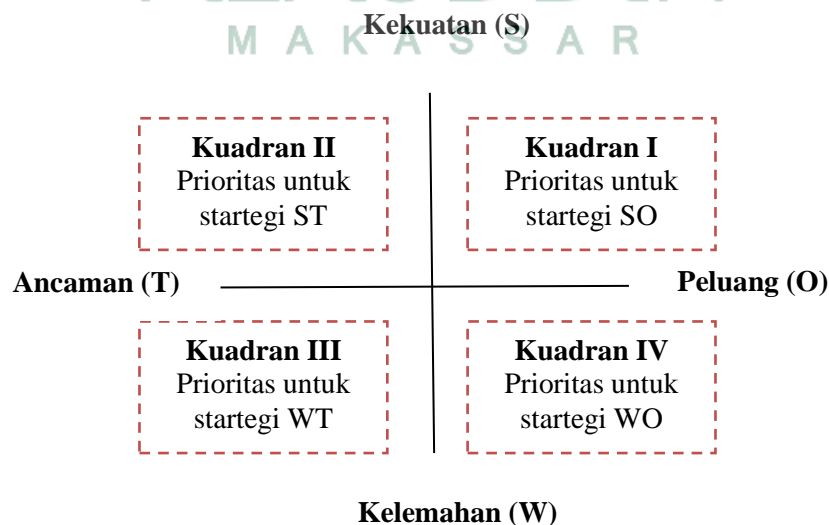 Kekuatan (S)
MAKASSAR
Kuadran II
Prioritas untuk
startegi ST
Kuadran I
Prioritas untuk
startegi SO
Ancaman (T)
Peluang (O)
Kuadran III
Prioritas untuk
startegi WT
Kuadran IV
Prioritas untuk
startegi WO
Kelemahan (W)